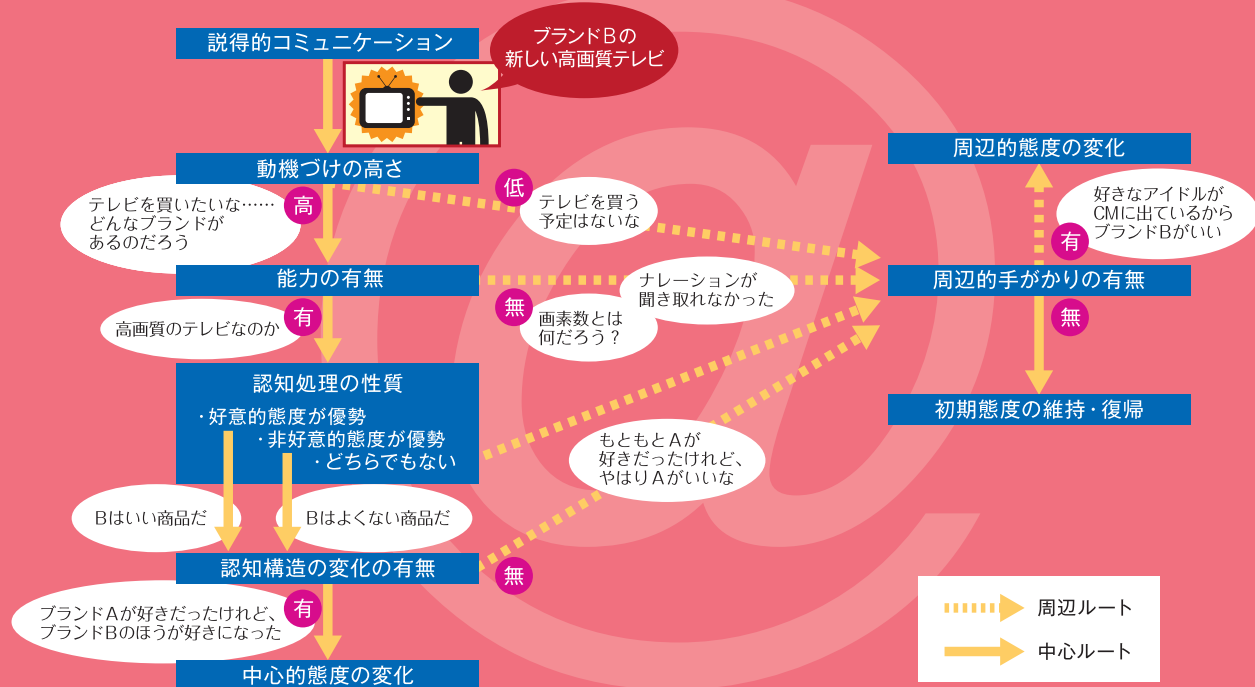 説得的コミュニケーション
ブランドBの
新しい高画質テレビ
動機づけの高さ
高
テレビを買いたいな……
どんなブランドが
あるのだろう
低
テレビを買う
予定はないな
能力の有無
有
高画質のテレビなのか
無
画素数とは
何だろう？
ナレーションが
聞き取れなかった
認知処理の性質
・好意的態度が優勢
・非好意的態度が優勢
・どちらでもない
Bはいい商品だ
Bはよくない商品だ
もともとAが
好きだったけれど、
やはりAがいいな
認知構造の変化の有無
無
有
ブランドAが好きだったけれど、
ブランドBのほうが好きになった
中心的態度の変化
周辺的態度の変化
好きなアイドルが
CMに出ているから
ブランドBがいい
有
周辺的手がかりの有無
無
初期態度の維持・復帰
周辺ルート
中心ルート
@